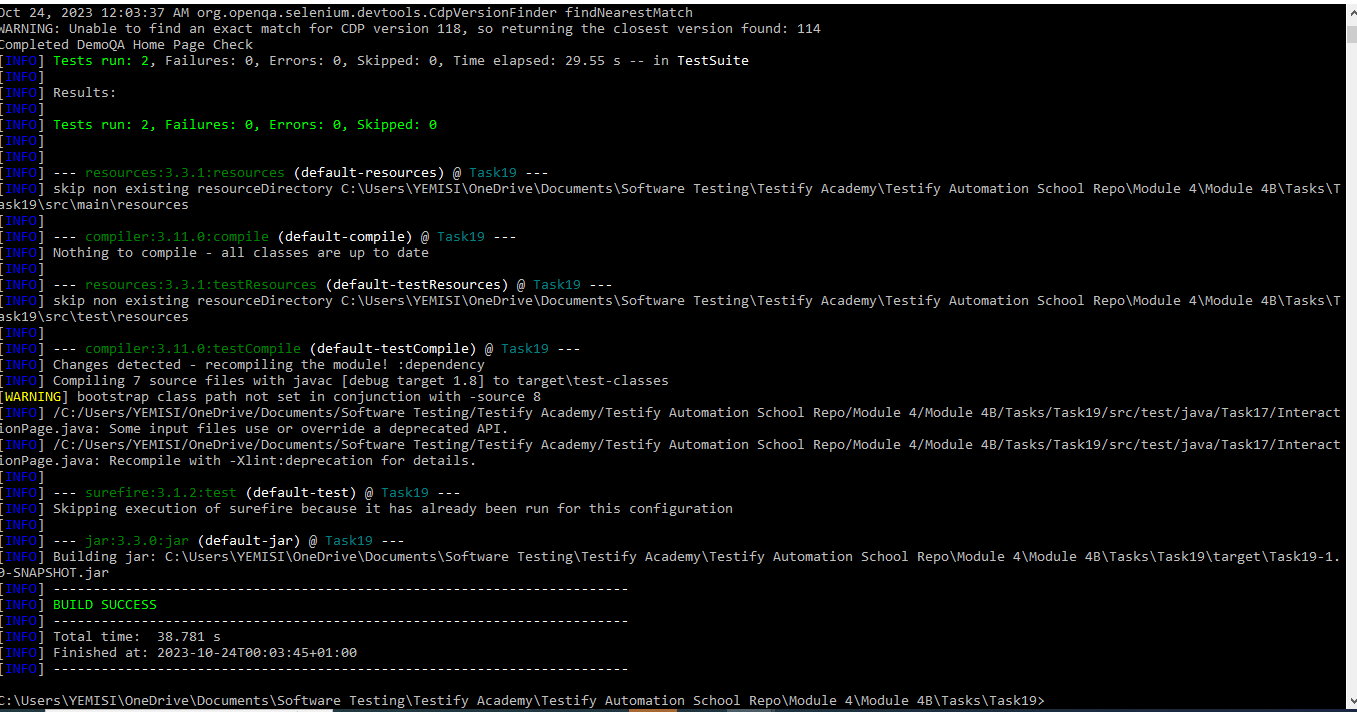 Oct 24, 2023 12:03:37 AM org.openqa.selenium.devtools.CdpVersionFinder findNearestMatch
WARNING: Unable to find an exact match for CDP version 118, so returning the closest version found: 114
Completed DemoQA Home Page Check
[INFO] Tests run: 2, Failures: 0, Errors: 0, Skipped: 0, Time elapsed: 29.55 s -- in TestSuite
[INFO]
[INFO] Results:
[INFO]
[INFO] Tests run: 2, Failures: 0, Errors: 0, Skipped: 0
[INFO]
[INFO]
[INFO] --- resources:3.3.1:resources (default-resources) @ Task19 ---
[INFO] skip non existing resourceDirectory C:\Users\YEMISI\OneDrive\Documents\Software Testing\Testify Academy\Testify Automation School Repo\Module 4\Module 4B\Tasks\T
ask19\src\main\resources
[INFO]
[INFO] --- compiler:3.11.0:compile (default-compile) @ Task19 ---
[INFO] Nothing to compile - all classes are up to date
[INFO]
[INFO] --- resources:3.3.1:testResources (default-testResources) @ Task19 ---
[INFO] skip non existing resourceDirectory C:\Users\YEMISI\OneDrive\Documents\Software Testing\Testify Academy\Testify Automation School Repo\Module 4\Module 4B\Tasks\T
ask19\src\test\resources
[INFO]
[INFO] --- compiler:3.11.0:testCompile (default-testCompile) @ Task19 ---
[INFO] Changes detected - recompiling the module! :dependency
[INFO] Compiling 7 source files with javac [debug target 1.8] to target\test-classes
[WARNING] bootstrap class path not set in conjunction with -source 8
[INFO] /C:/Users/YEMISI/OneDrive/Documents/Software Testing/Testify Academy/Testify Automation School Repo/Module 4/Module 4B/Tasks/Task19/src/test/java/Task17/Interact
ionPage.java: Some input files use or override a deprecated API.
[INFO] /C:/Users/YEMISI/OneDrive/Documents/Software Testing/Testify Academy/Testify Automation School Repo/Module 4/Module 4B/Tasks/Task19/src/test/java/Task17/Interact
ionPage.java: Recompile with -Xlint:deprecation for details.
[INFO]
[INFO] --- surefire:3.1.2:test (default-test) @ Task19 ---
[INFO] Skipping execution of surefire because it has already been run for this configuration
[INFO]
[INFO] --- jar:3.3.0:jar (default-jar) @ Task19 ---
[INFO] Building jar: C:\Users\YEMISI\OneDrive\Documents\Software Testing\Testify Academy\Testify Automation School Repo\Module 4\Module 4B\Tasks\Task19\target\Task19-1.
0-SNAPSHOT.jar
[INFO] ------------------------------------------------------------------------
[INFO] BUILD SUCCESS
[INFO] ------------------------------------------------------------------------
[INFO] Total time:  38.781 s
[INFO] Finished at: 2023-10-24T00:03:45+01:00
[INFO] ------------------------------------------------------------------------
C:\Users\YEMISI\OneDrive\Documents\Software Testing\Testify Academy\Testify Automation School Repo\Module 4\Module 4B\Tasks\Task19>